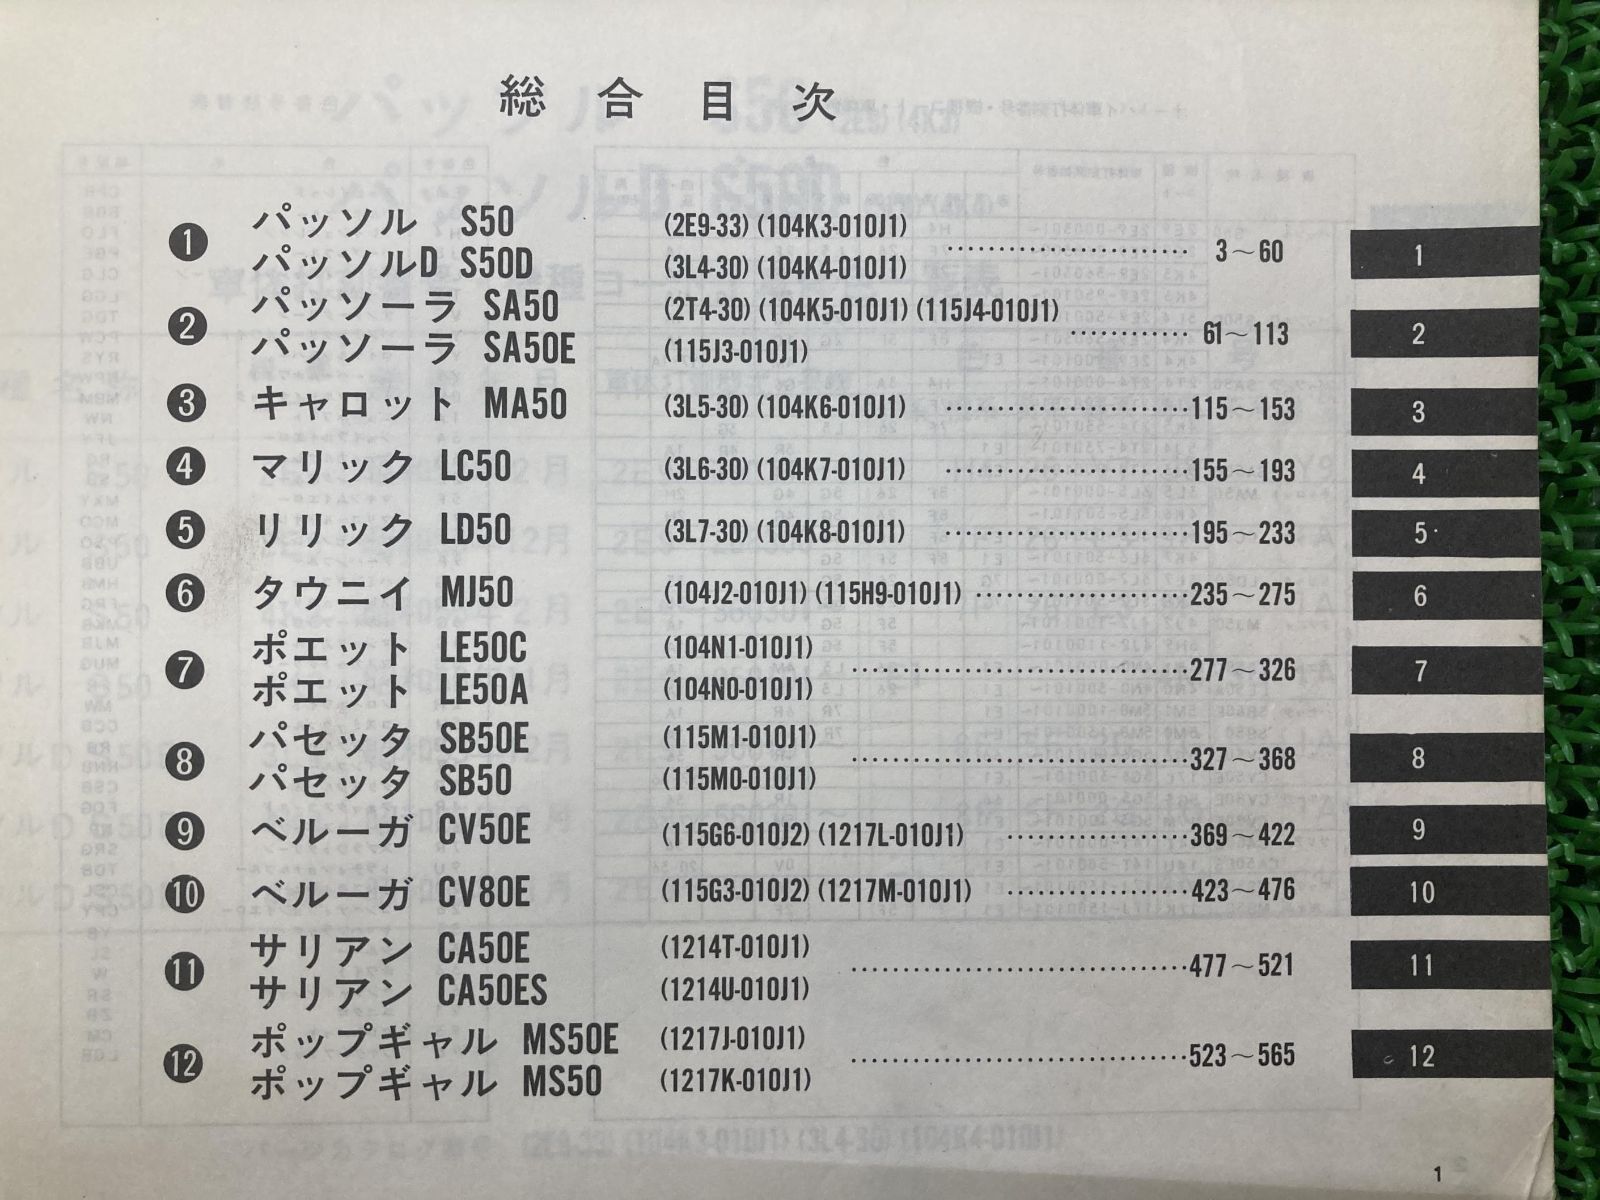 総合目次
❶ パッソル S50 (2E9-33) (104K3-010J1)
パッソルD S50D (3L4-30) (104K4-010J1) 3～60
❷ パッソーラ SA50 (2T4-30) (104K5-010J1) (115J4-010J1)
パッソーラ SA50E (115J3-010J1) 61～113
❸ キャロット MA50 (3L5-30) (104K6-010J1) 115～153
❹ マリック LC50 (3L6-30) (104K7-010J1) 155～193
❺ リリック LD50 (3L7-30) (104K8-010J1) 195～233
❻ タウニイ MJ50 (104J2-010J1) (115H9-010J1) 235～275
❼ ポエット LE50C (104N1-010J1)
ポエット LE50A (104N0-010J1) 277～326
❽ パセッタ SB50E (115M1-010J1)
パセッタ SB50 (115M0-010J1) 327～368
❾ ベルーガ CV50E (115G6-010J2) (1217L-010J1) 369～422
❿ ベルーガ CV80E (115G3-010J2) (1217M-010J1) 423～476
⓫ サリアン CA50E (1214T-010J1)
サリアン CA50ES (1214U-010J1) 477～521
⓬ ポップギャル MS50E (1217J-010J1)
ポップギャル MS50 (1217K-010J1) 523～565
1
2
3
4
5
6
7
8
9
10
11
12
1